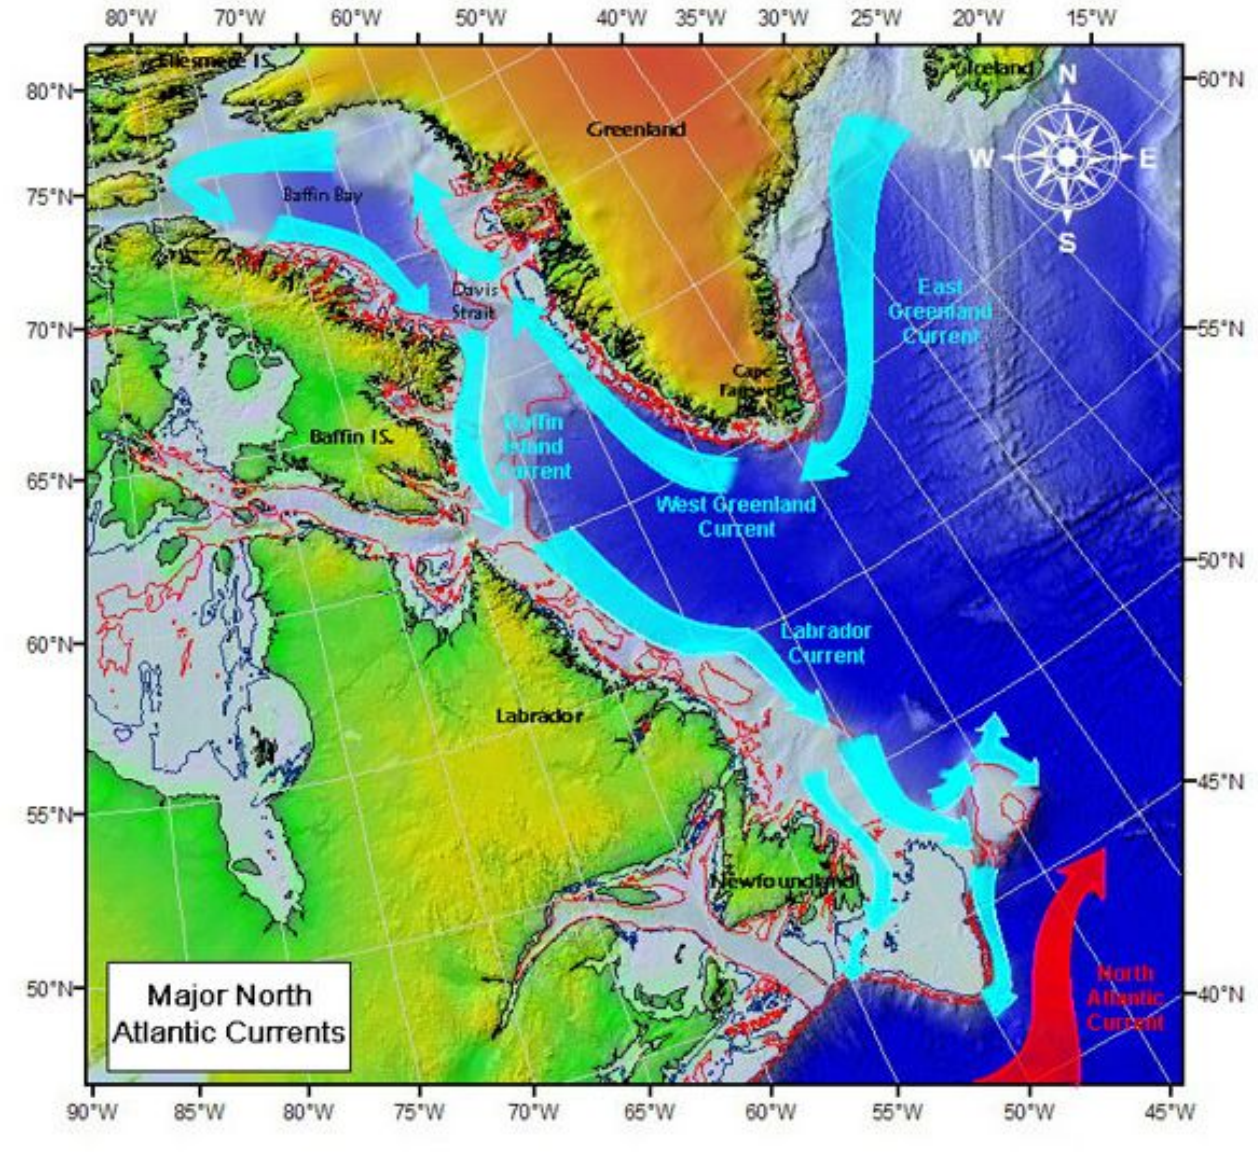 80°W 70°W 60°W 50°W 40°W 35°W 30°W 25°W 20°W 15°W
Ellesmere IS.
Iceland
60°N
N
80°N
Greenland
W
E
75°N
Baffin Bay
S
Davis
Strait
East
Greenland
Current
70°N
55°N
Cape
Farewell
Baffin IS.
Baffin
Island
Current
65°N
West Greenland
Current
50°N
60°N
Labrador
Current
Labrador
45°N
55°N
Newfoundland
50°N
Major North
Atlantic Currents
North
Atlantic
Current
40°N
90°W 85°W 80°W 75°W 70°W 65°W 60°W 55°W 50°W 45°W